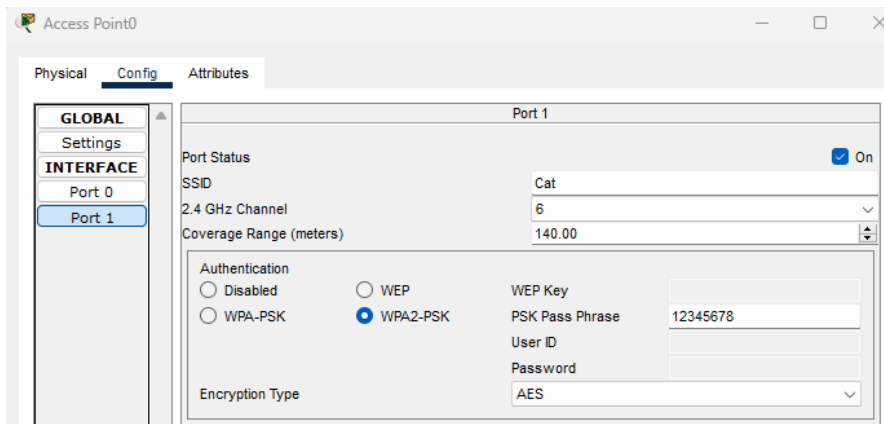 Access Point0
Physical Config Attributes
GLOBAL
Settings
INTERFACE
Port 0
Port 1
Port 1
Port Status On
SSID Cat
2.4 GHz Channel 6
Coverage Range (meters) 140.00
Authentication
Disabled WEP WEP Key
WPA-PSK WPA2-PSK PSK Pass Phrase 12345678
User ID
Password
Encryption Type AES